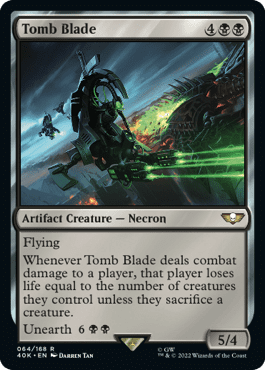 Tomb Blade 4
Artifact Creature — Necron
Flying
Whenever Tomb Blade deals combat
damage to a player, that player loses
life equal to the number of creatures
they control unless they sacrifice a
creature.
Unearth 6
5/4
064/168 R
40K • EN DARREN TAN
© GW
™ & © 2022 Wizards of the Coast